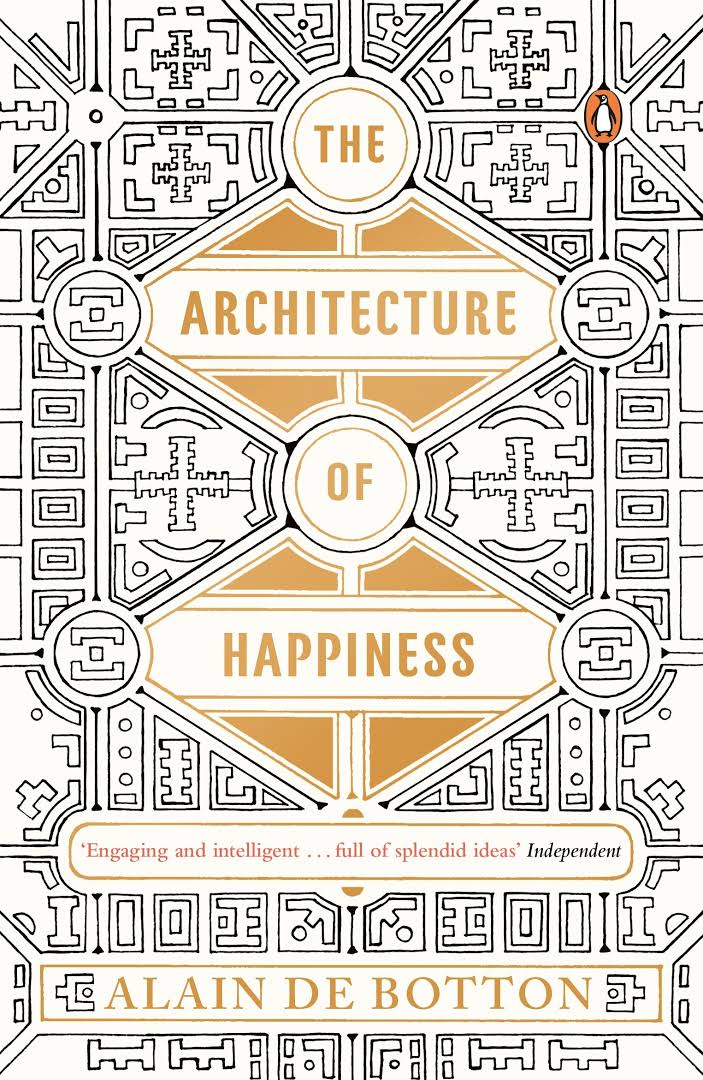 THE
ARCHITECTURE
OF
HAPPINESS
‘Engaging and intelligent ... full of splendid ideas’ Independent
ALAIN DE BOTTON